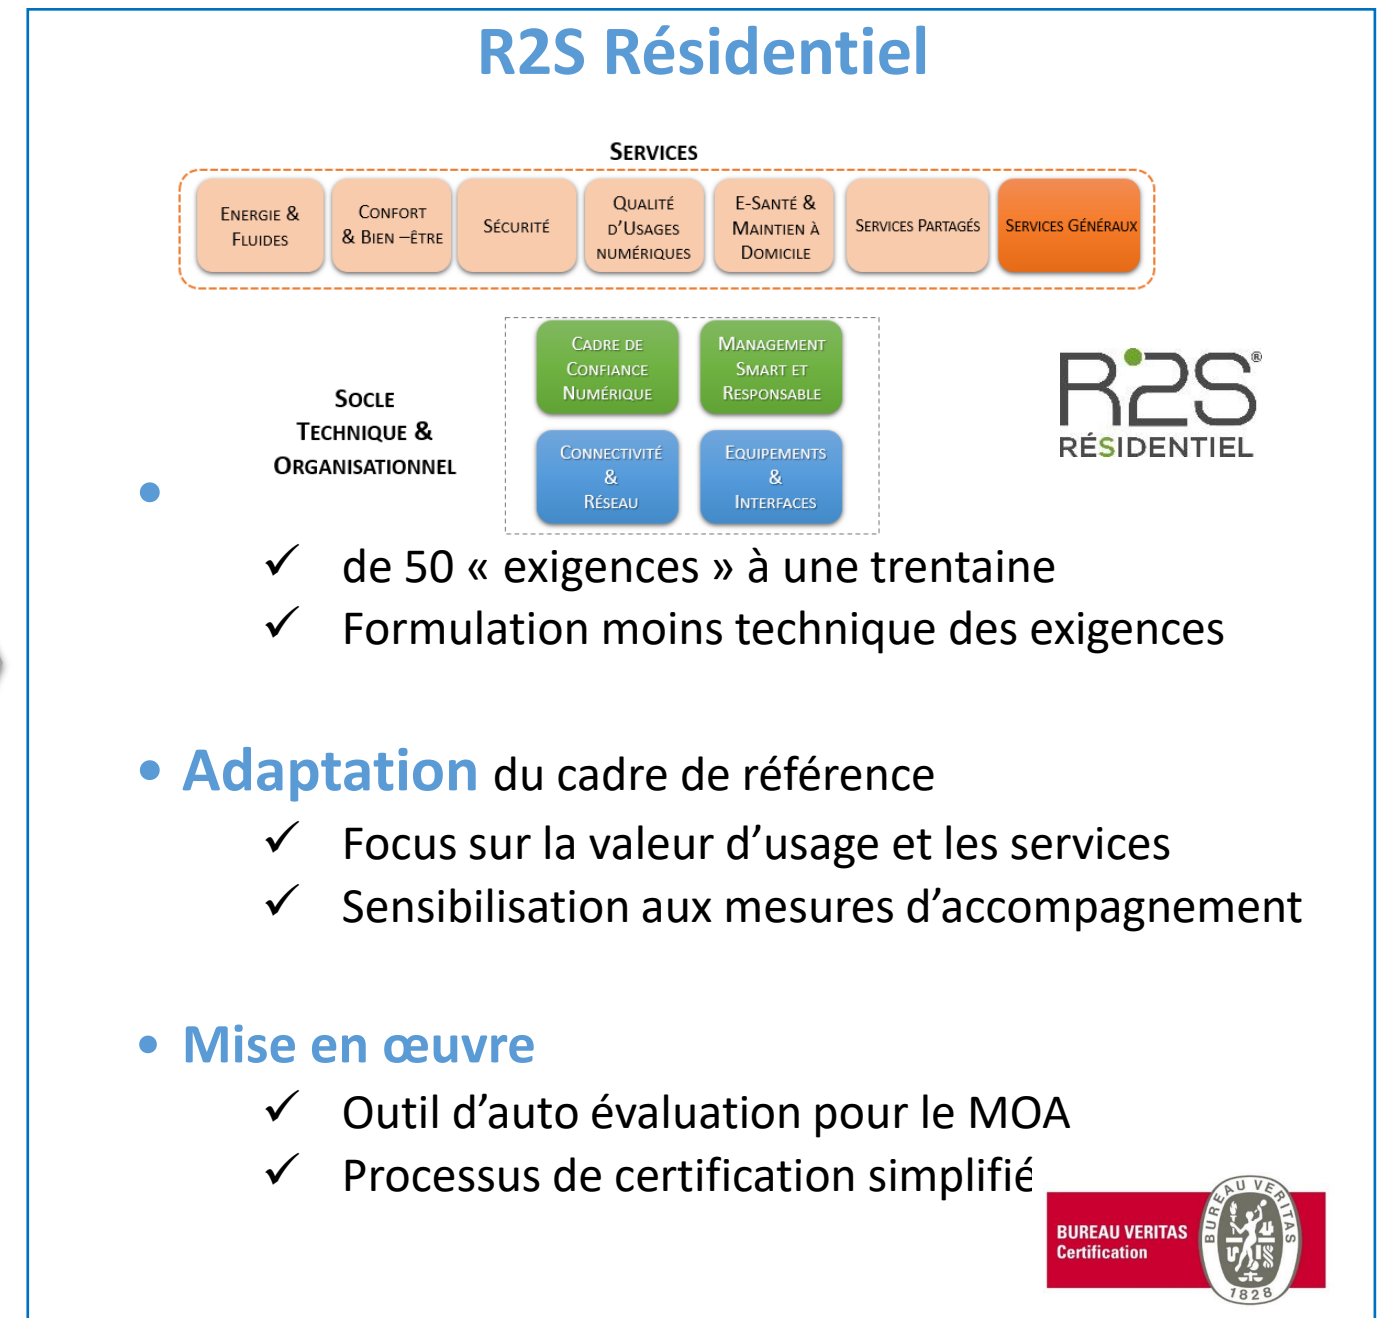 R2S Résidentiel
SERVICES
ENERGIE &
FLUIDES
CONFORT
& BIEN –ÊTRE
SÉCURITÉ
QUALITÉ
D'USAGES
NUMÉRIQUES
E-SANTÉ &
MAINTIEN À
DOMICILE
SERVICES PARTAGÉS
SERVICES GÉNÉRAUX
SOCLE
TECHNIQUE &
ORGANISATIONNEL
CADRE DE
CONFIANCE
NUMÉRIQUE
MANAGEMENT
SMART ET
RESPONSABLE
CONNECTIVITÉ
&
RÉSEAU
EQUIPEMENTS
&
INTERFACES
R2S®
RÉSIDENTIEL
•
✓ de 50 « exigences » à une trentaine
✓ Formulation moins technique des exigences
• Adaptation du cadre de référence
✓ Focus sur la valeur d'usage et les services
✓ Sensibilisation aux mesures d'accompagnement
• Mise en œuvre
✓ Outil d'auto évaluation pour le MOA
✓ Processus de certification simplifié
BUREAU VERITAS
Certification
BUREAU VERITAS
1828